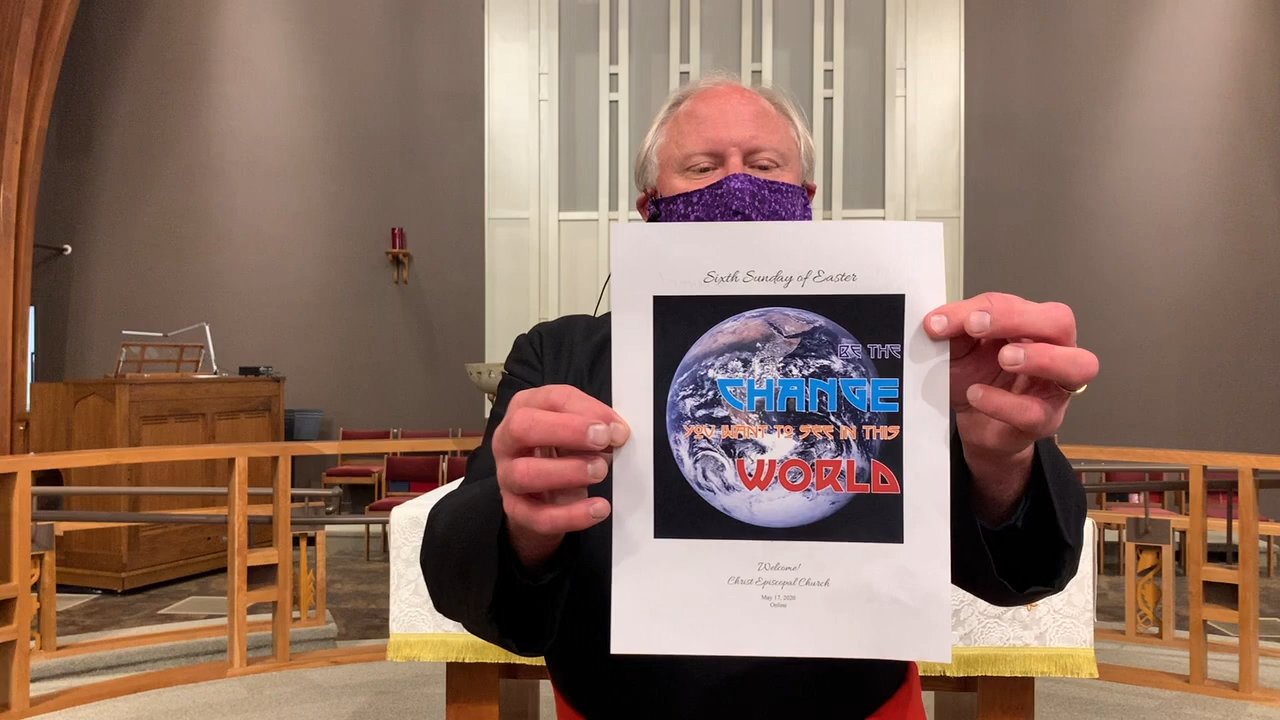 Sixth Sunday of Easter
BE THE
CHANGE
YOU WANT TO SEE IN THIS
WORLD
Welcome!
Christ Episcopal Church
May 17, 2020
Online